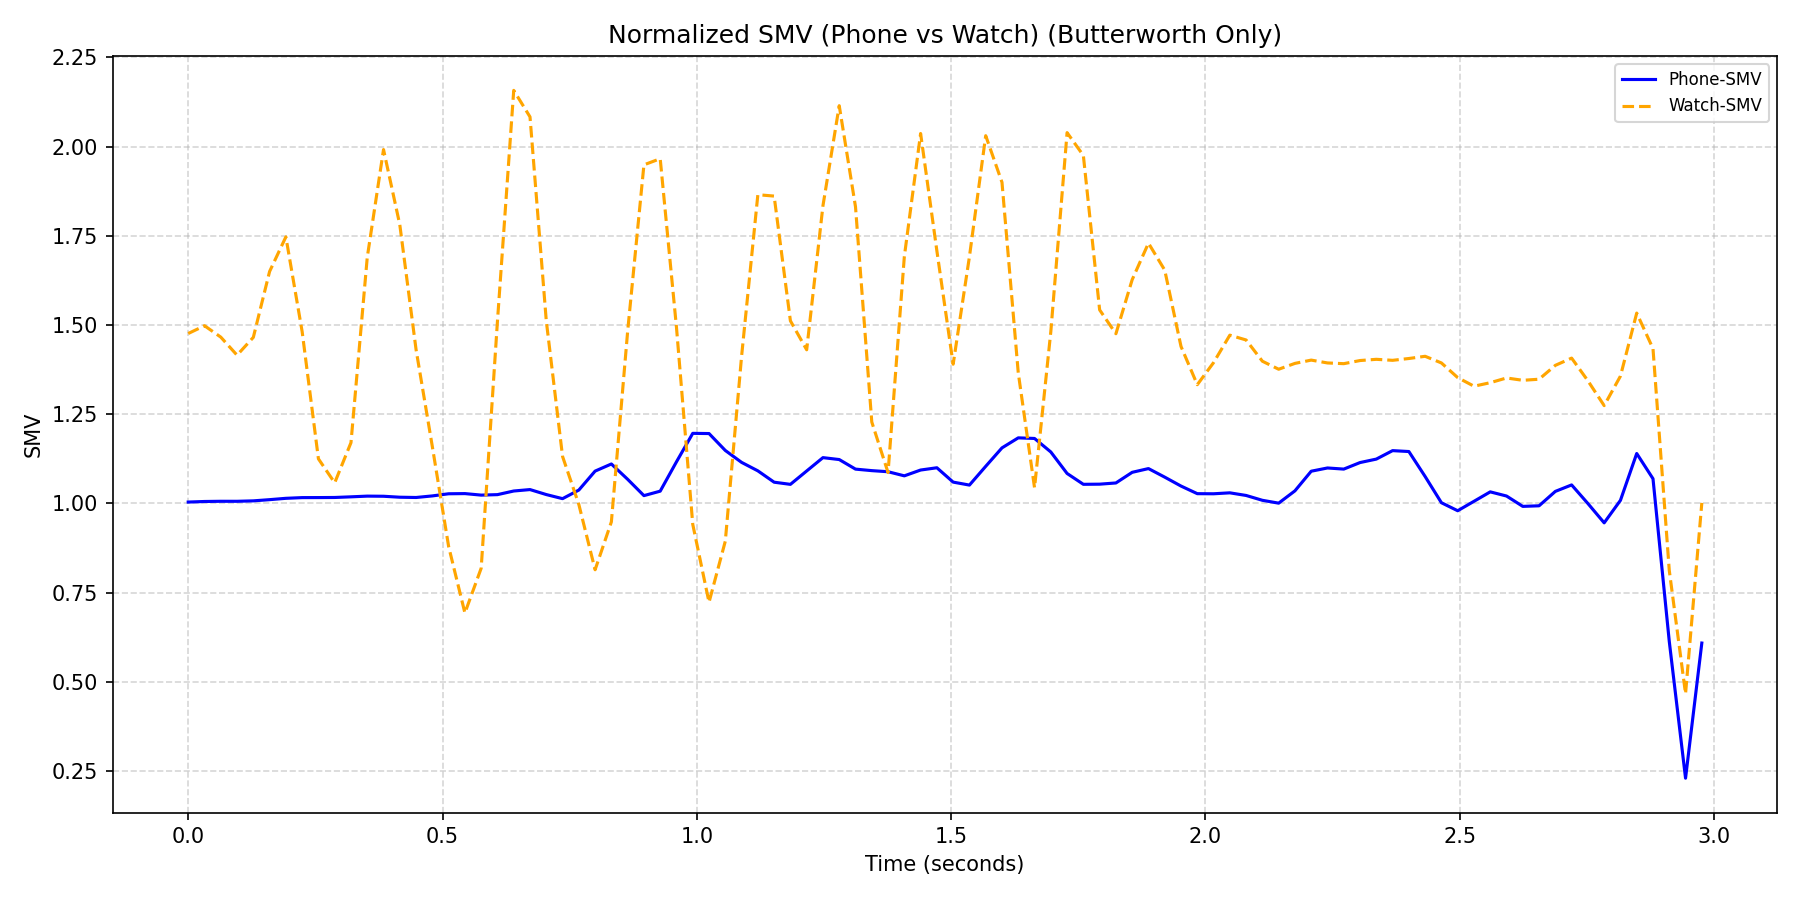 Normalized SMV (Phone vs Watch) (Butterworth Only)
Phone-SMV
Watch-SMV
SMV
2.25
2.00
1.75
1.50
1.25
1.00
0.75
0.50
0.25
0.0 0.5 1.0 1.5 2.0 2.5 3.0
Time (seconds)